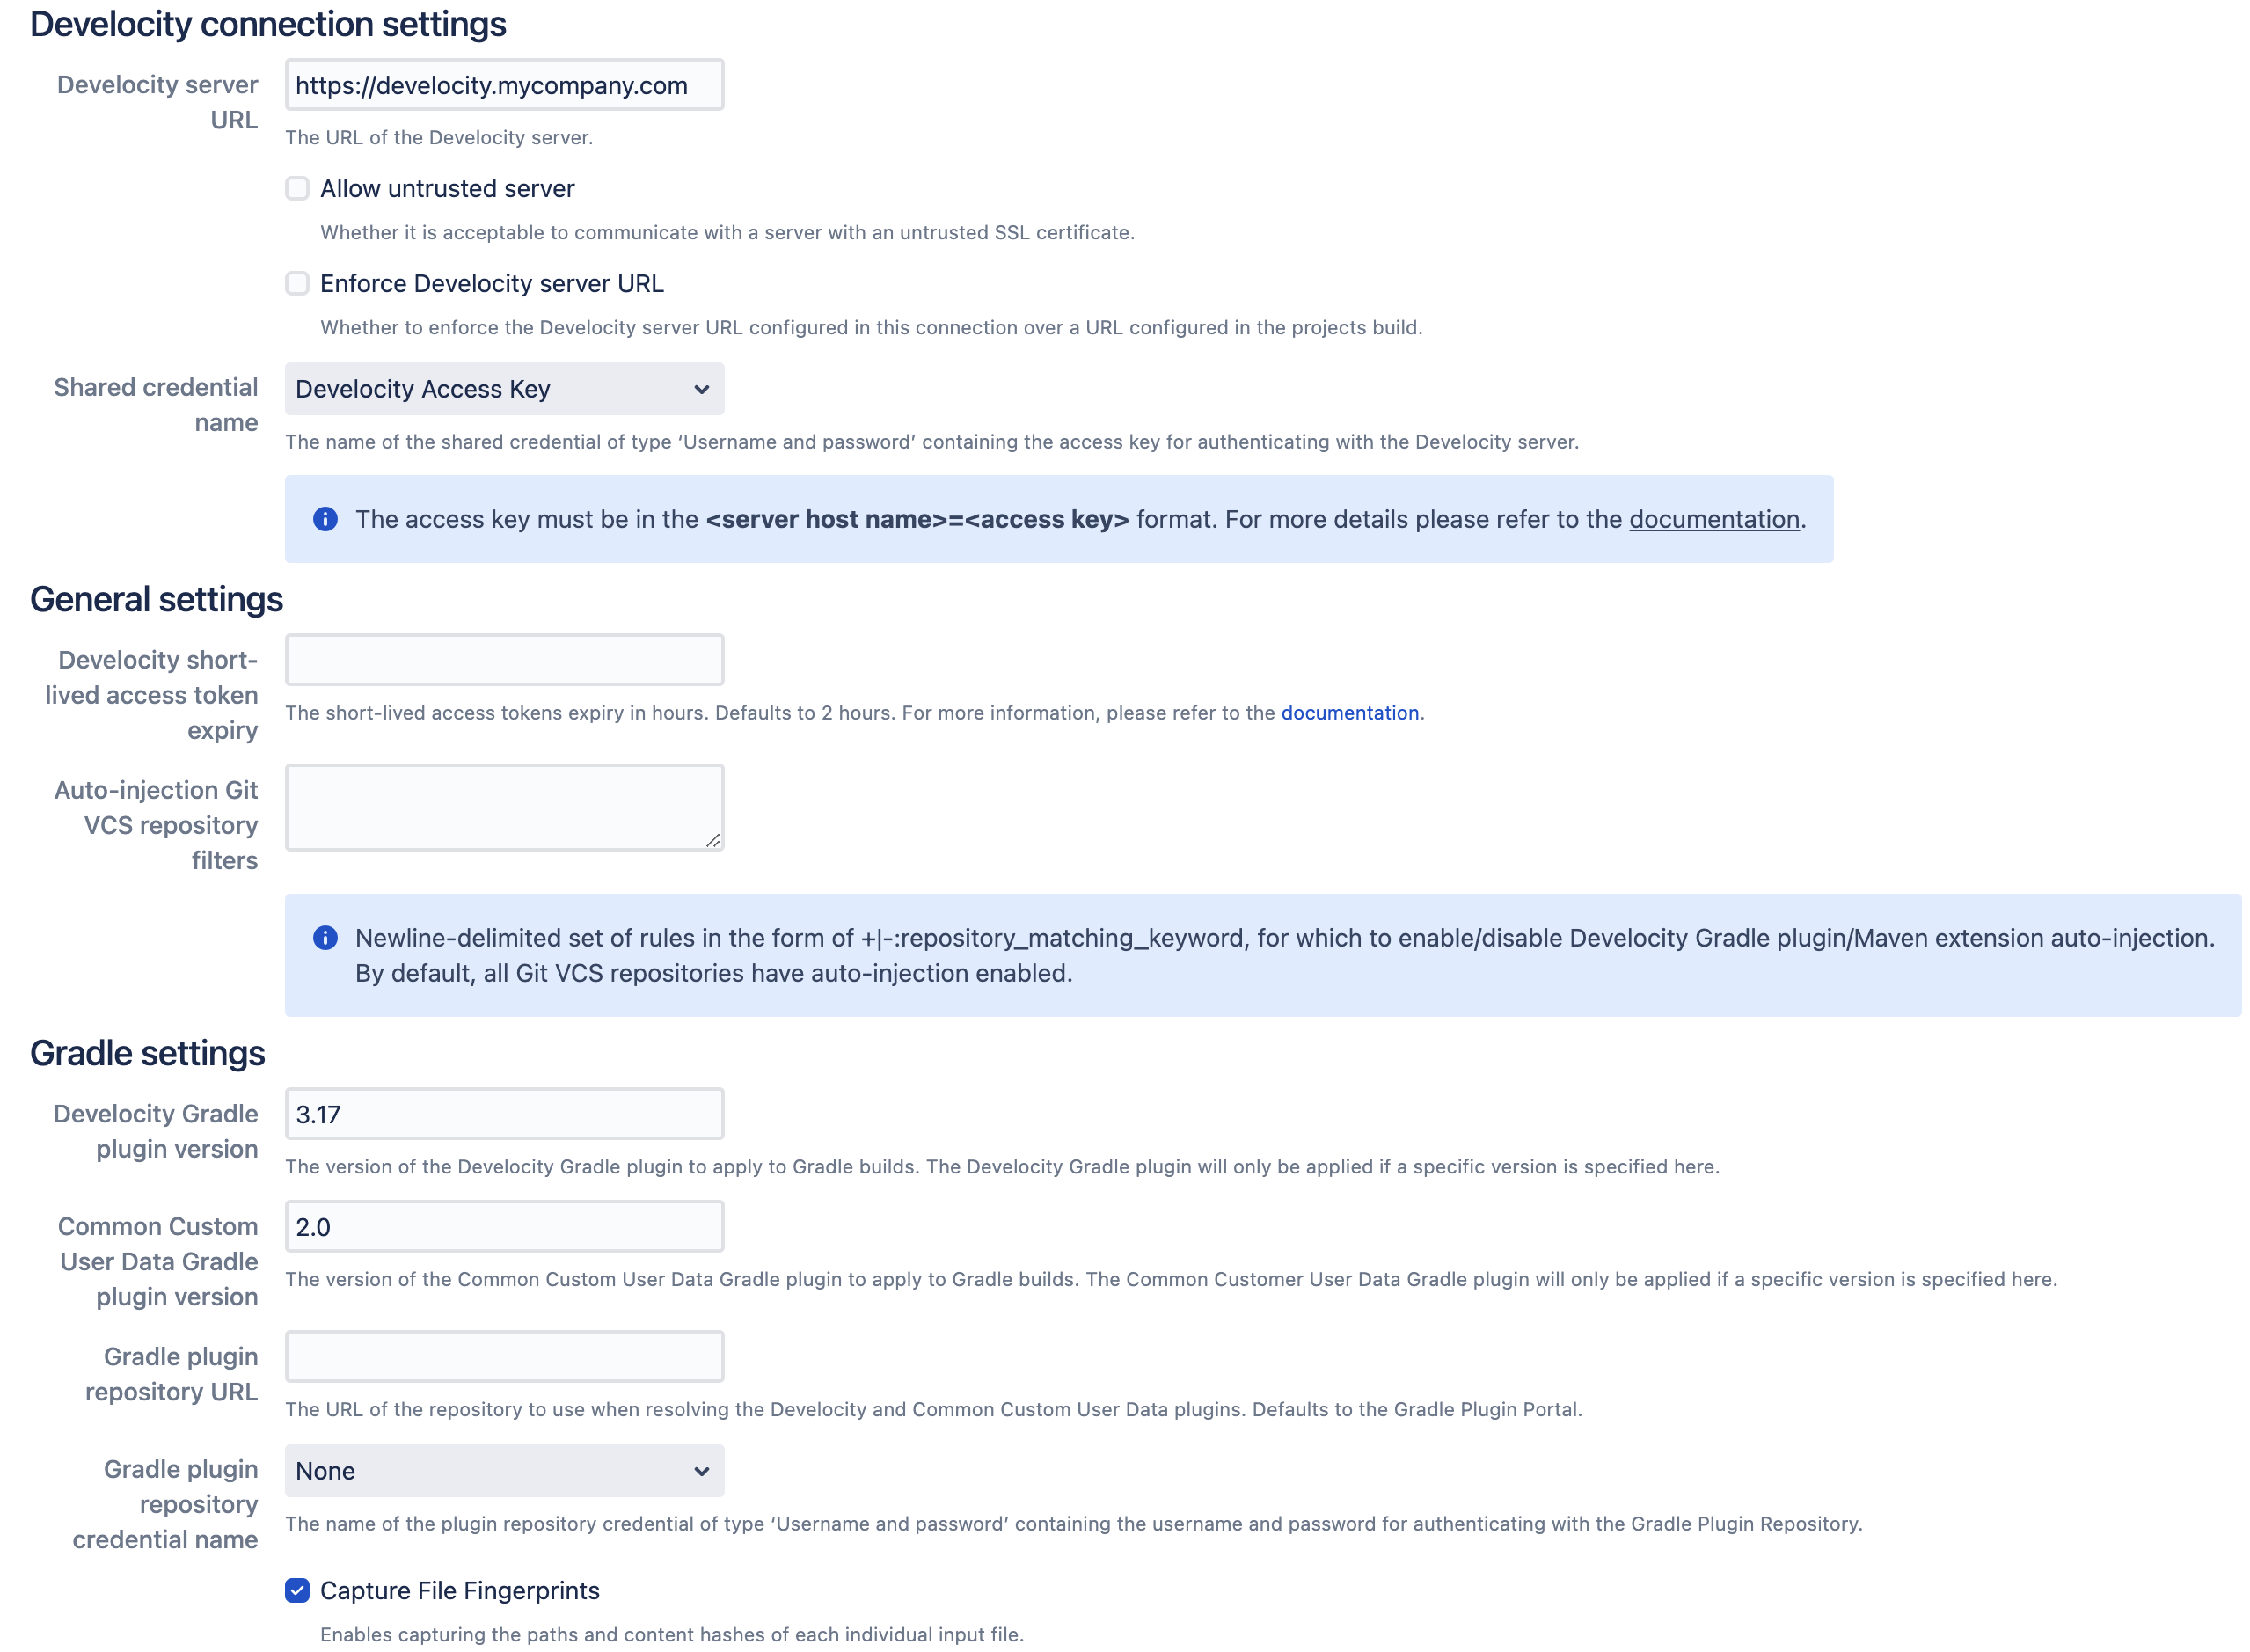 Develocity connection settings
Develocity server
URL
https://develocity.mycompany.com
The URL of the Develocity server.
Allow untrusted server
Whether it is acceptable to communicate with a server with an untrusted SSL certificate.
Enforce Develocity server URL
Whether to enforce the Develocity server URL configured in this connection over a URL configured in the projects build.
Shared credential
name
Develocity Access Key
The name of the shared credential of type ‘Username and password’ containing the access key for authenticating with the Develocity server.
The access key must be in the <server host name>=<access key> format. For more details please refer to the documentation.
General settings
Develocity short-
lived access token
expiry
The short-lived access tokens expiry in hours. Defaults to 2 hours. For more information, please refer to the documentation.
Auto-injection Git
VCS repository
filters
Newline-delimited set of rules in the form of +|-:repository_matching_keyword, for which to enable/disable Develocity Gradle plugin/Maven extension auto-injection.
By default, all Git VCS repositories have auto-injection enabled.
Gradle settings
Develocity Gradle
plugin version
3.17
The version of the Develocity Gradle plugin to apply to Gradle builds. The Develocity Gradle plugin will only be applied if a specific version is specified here.
Common Custom
User Data Gradle
plugin version
2.0
The version of the Common Custom User Data Gradle plugin to apply to Gradle builds. The Common Customer User Data Gradle plugin will only be applied if a specific version is specified here.
Gradle plugin
repository URL
The URL of the repository to use when resolving the Develocity and Common Custom User Data plugins. Defaults to the Gradle Plugin Portal.
Gradle plugin
repository
credential name
None
The name of the plugin repository credential of type ‘Username and password’ containing the username and password for authenticating with the Gradle Plugin Repository.
Capture File Fingerprints
Enables capturing the paths and content hashes of each individual input file.